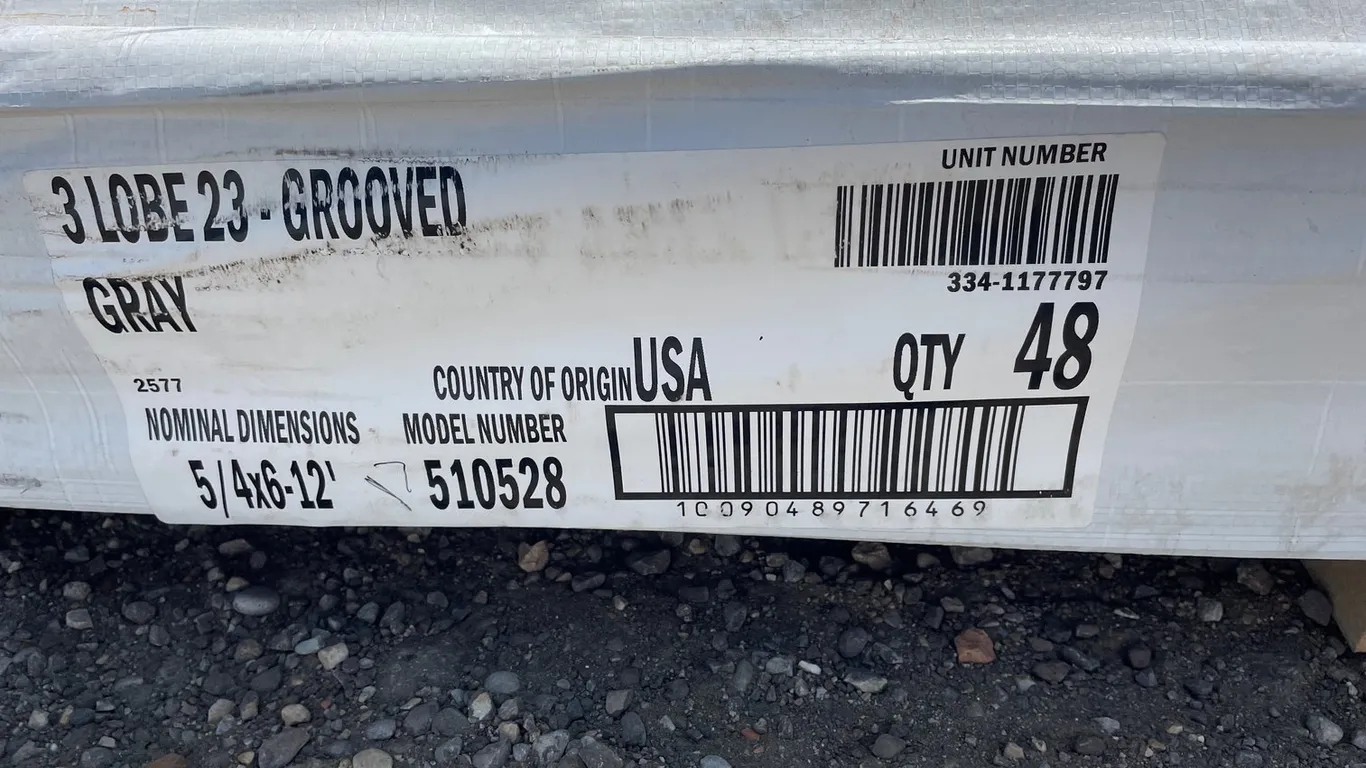 3 LOBE 23 - GROOVED
UNIT NUMBER
334-1177797
GRAY
QTY 48
COUNTRY OF ORIGIN USA
2577
NOMINAL DIMENSIONS
MODEL NUMBER
5/4x6-12'
510528
10090489716469